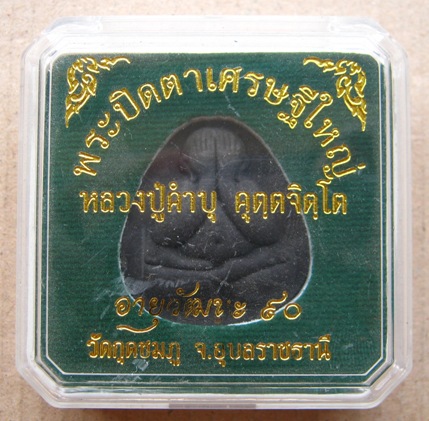 พระปิดตาเศรษฐีใหญ่
หลวงปู่คำบุ คุตฺตจิตฺโต
อายุวัฒนะ ๙๐
วัดกุดชมภู จ.อุบลราชธานี